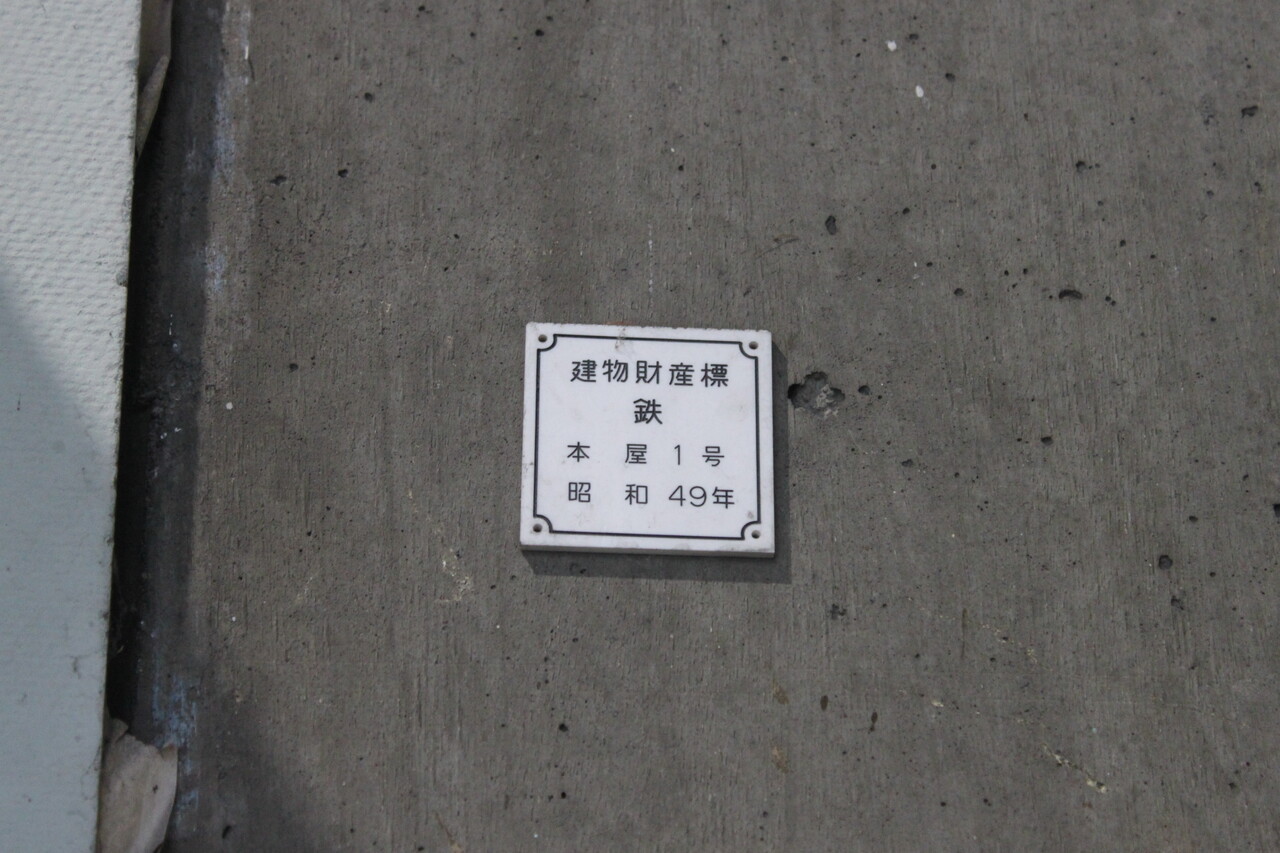 建物財産標
鉄
本 屋 1 号
昭 和 49年